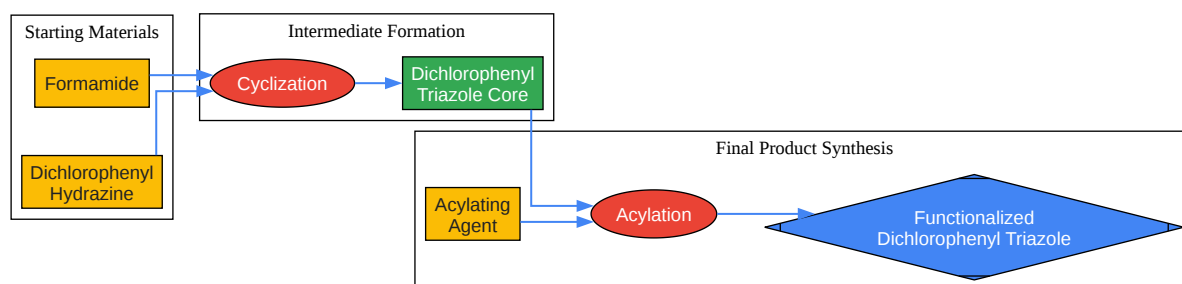 Starting Materials
Formamide
Dichlorophenyl
Hydrazine
Intermediate Formation
Cyclization
Dichlorophenyl
Triazole Core
Final Product Synthesis
Acylating
Agent
Acylation
Functionalized
Dichlorophenyl Triazole